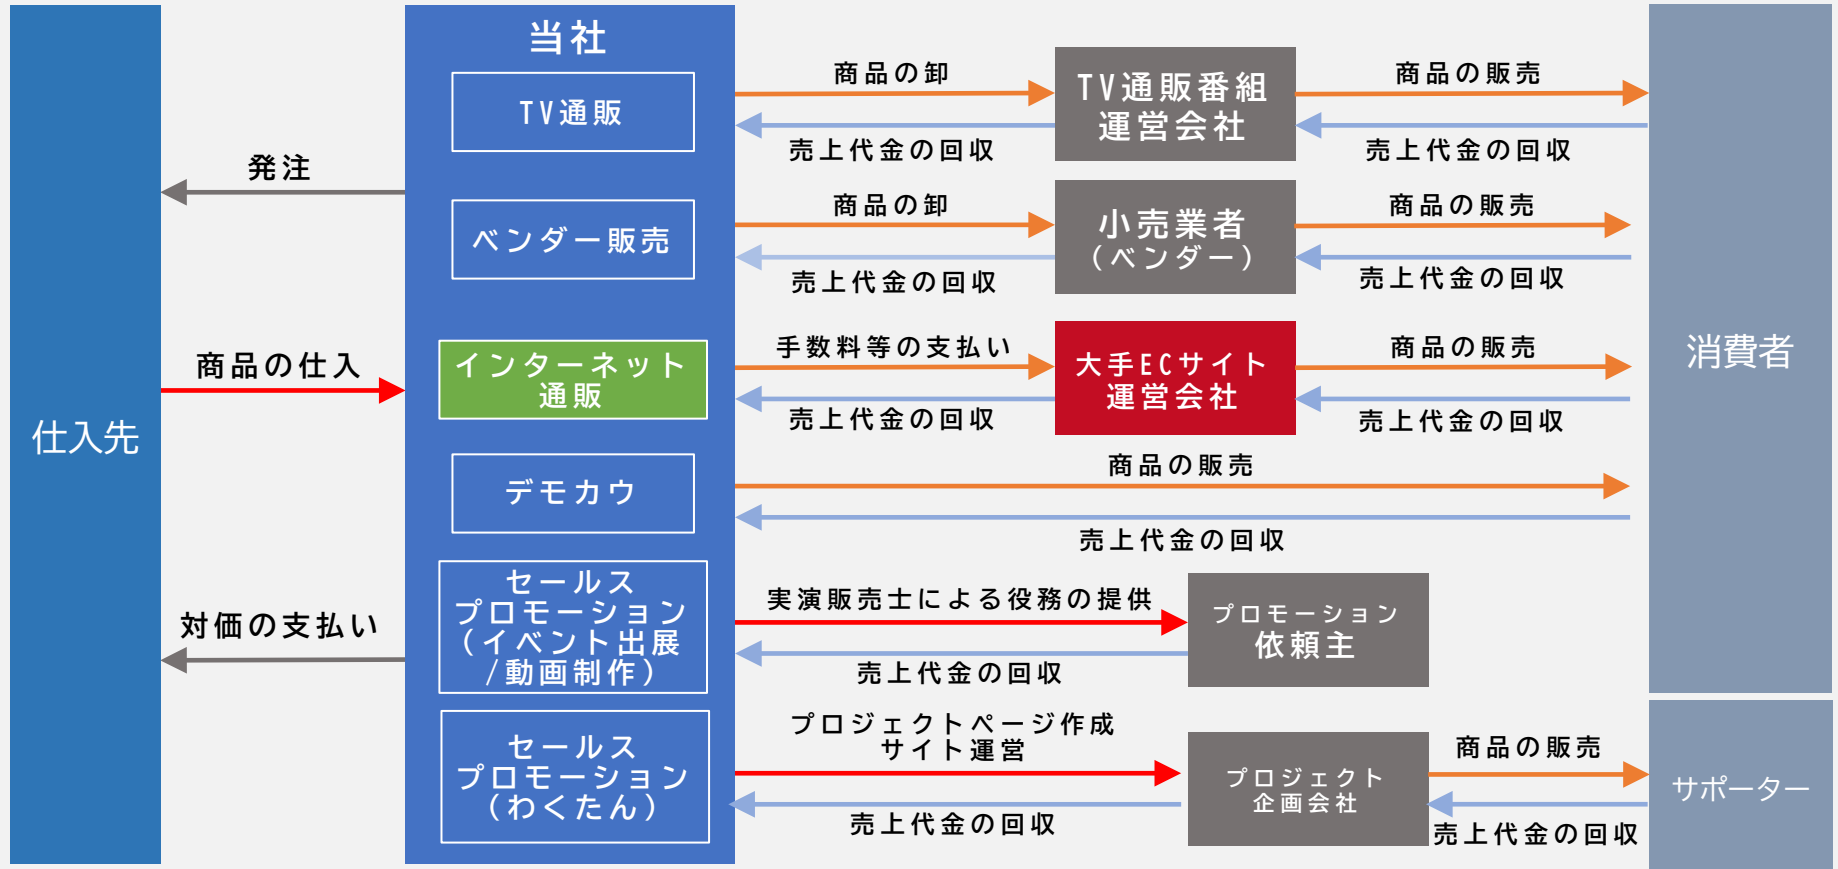 仕入先
発注
商品の仕入
対価の支払い
当社
TV通販
商品の卸
売上代金の回収
TV通販番組
運営会社
商品の販売
売上代金の回収
ベンダー販売
商品の卸
売上代金の回収
小売業者
（ベンダー）
商品の販売
売上代金の回収
インターネット
通販
手数料等の支払い
売上代金の回収
大手ECサイト
運営会社
商品の販売
売上代金の回収
デモカウ
商品の販売
売上代金の回収
セールス
プロモーション
（イベント出展
/動画制作）
実演販売士による役務の提供
売上代金の回収
プロモーション
依頼主
セールス
プロモーション
（わくたん）
プロジェクトページ作成
サイト運営
売上代金の回収
プロジェクト
企画会社
商品の販売
売上代金の回収
消費者
サポーター